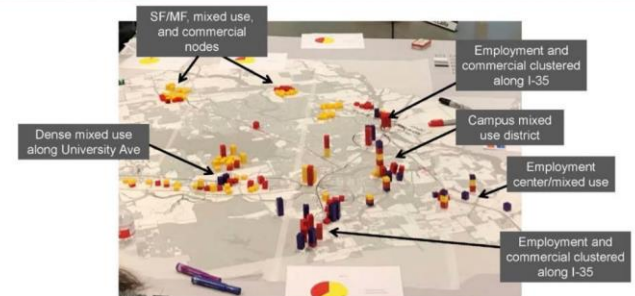 SF/MF, mixed use,
and commercial
nodes
Employment and
commercial clustered
along I-35
Dense mixed use
along University Ave
Campus mixed
use district
Employment
center/mixed use
Employment and
commercial clustered
along I-35